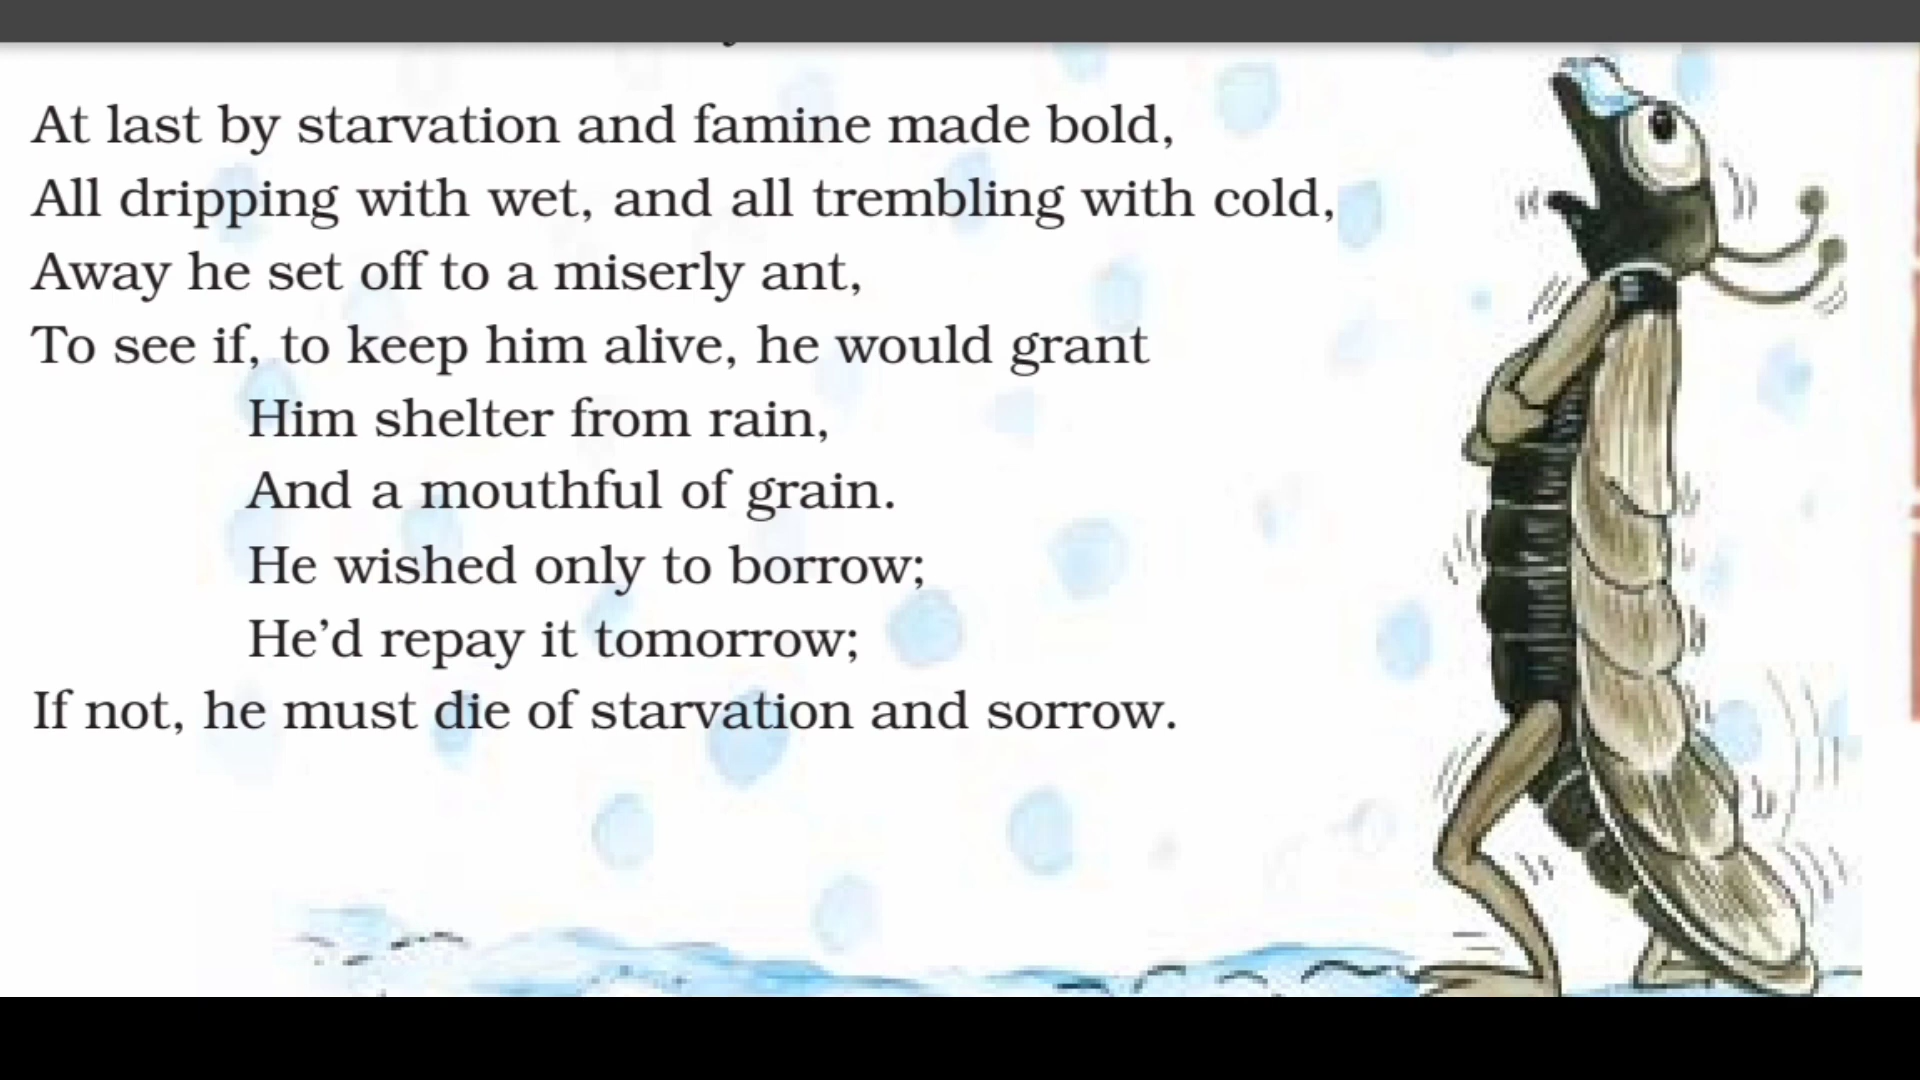 At last by starvation and famine made bold,
All dripping with wet, and all trembling with cold,
Away he set off to a miserly ant,
To see if, to keep him alive, he would grant
Him shelter from rain,
And a mouthful of grain.
He wished only to borrow;
He’d repay it tomorrow;
If not, he must die of starvation and sorrow.